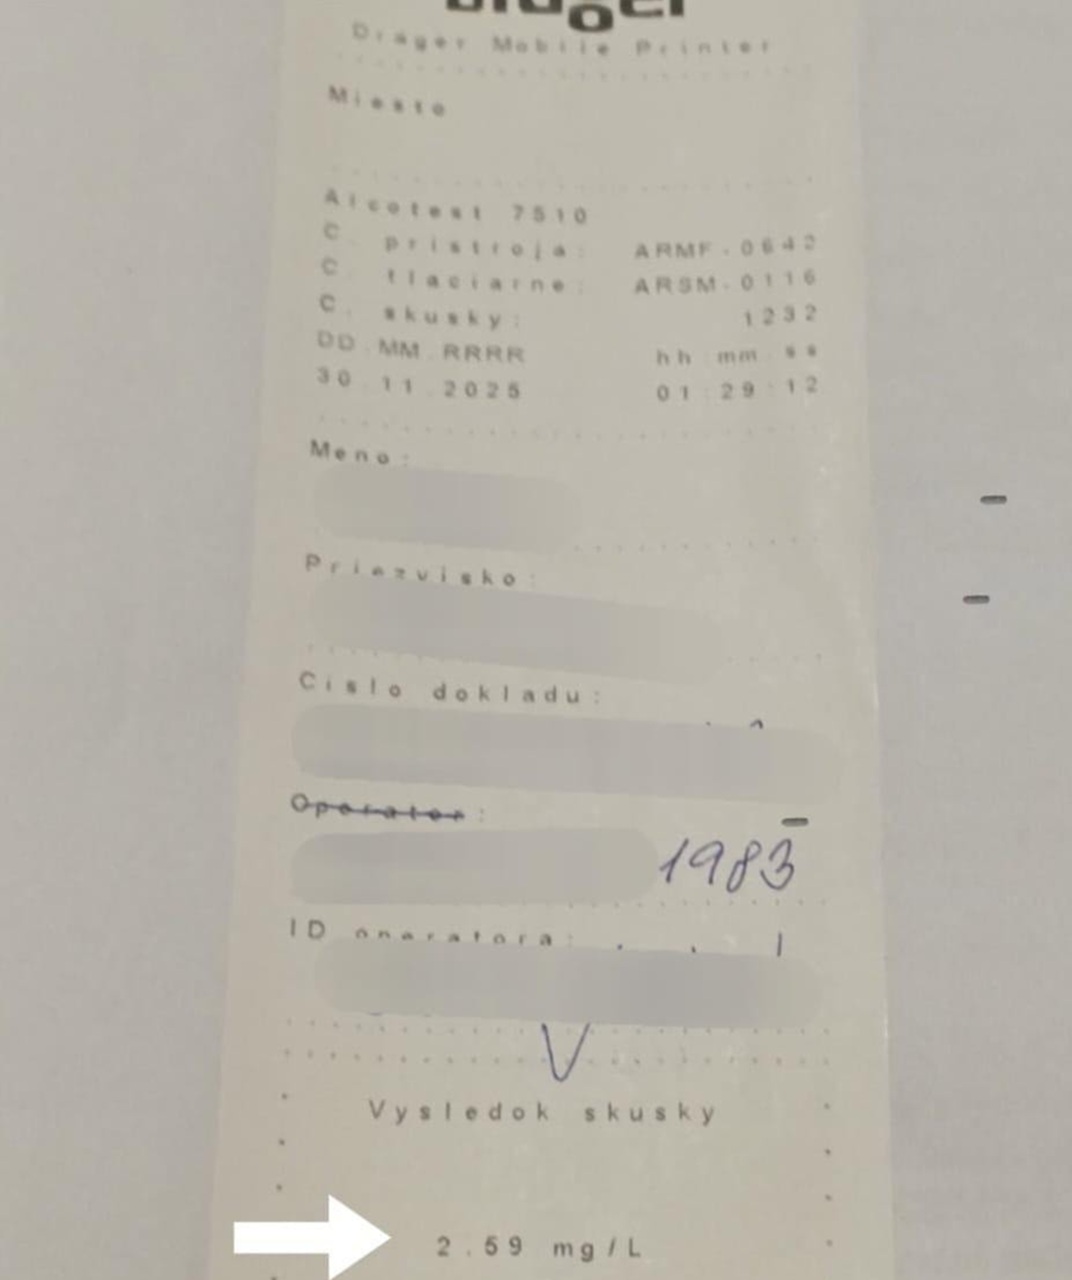 Dräger
Drager Mobile Printer
Miesto
Alcotest 7510
C. pristroja: ARMF-0642
C. tlaciarne: ARSM-0116
C. skusky: 1232
DD.MM.RRRR hh:mm:ss
30.11.2025 01:29:12
Meno:
Priezvisko:
Cislo dokladu:
Operator:
1983
ID operatora:
Vysledok skusky
2.59 mg/L